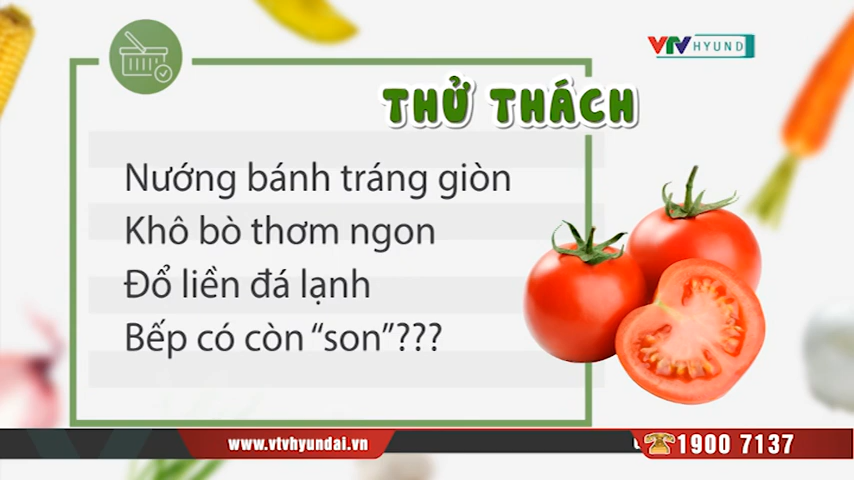 VTV HYUND
THỬ THÁCH
Nướng bánh tráng giòn
Khô bò thơm ngon
Đổ liền đá lạnh
Bếp có còn “son”???
www.vtvhyundai.vn
1900 7137